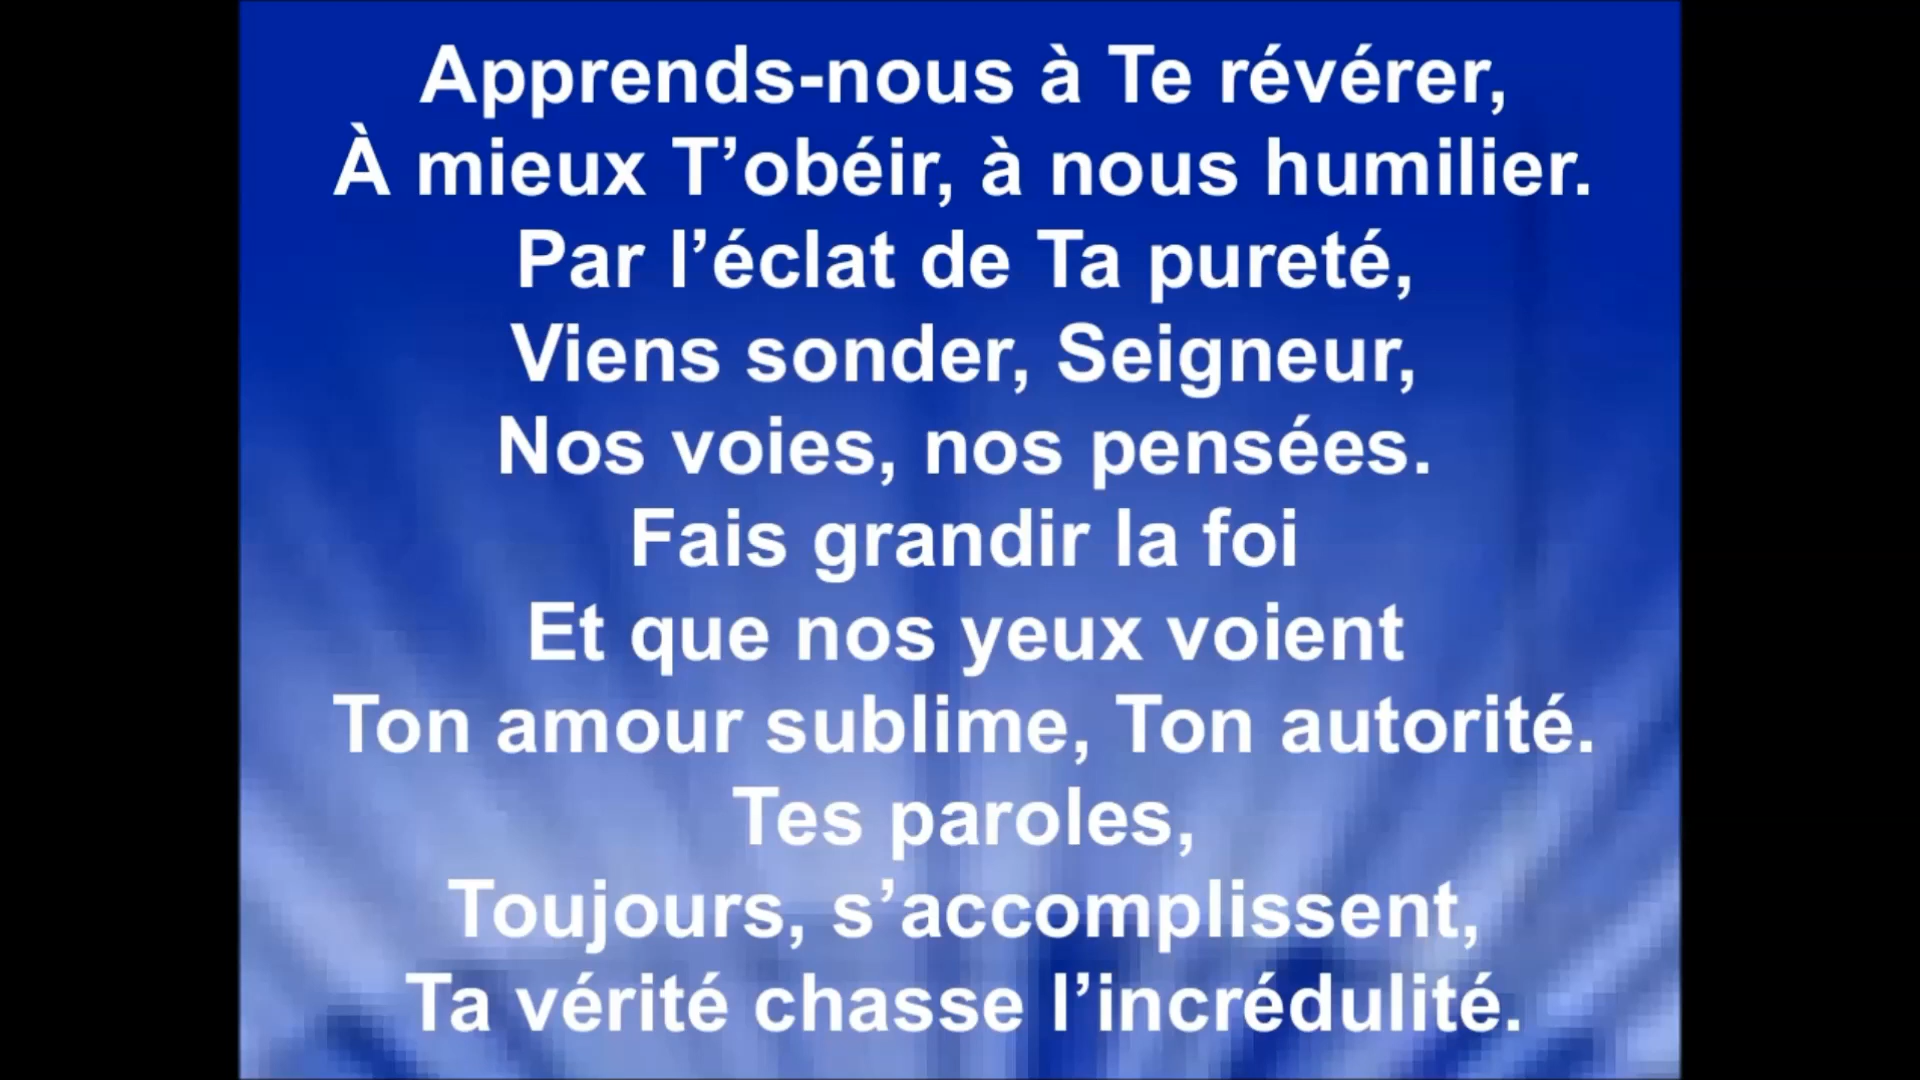 Apprends-nous à Te révérer,
À mieux T’obéir, à nous humilier.
Par l’éclat de Ta pureté,
Viens sonder, Seigneur,
Nos voies, nos pensées.
Fais grandir la foi
Et que nos yeux voient
Ton amour sublime, Ton autorité.
Tes paroles,
Toujours, s’accomplissent,
Ta vérité chasse l’incrédulité.